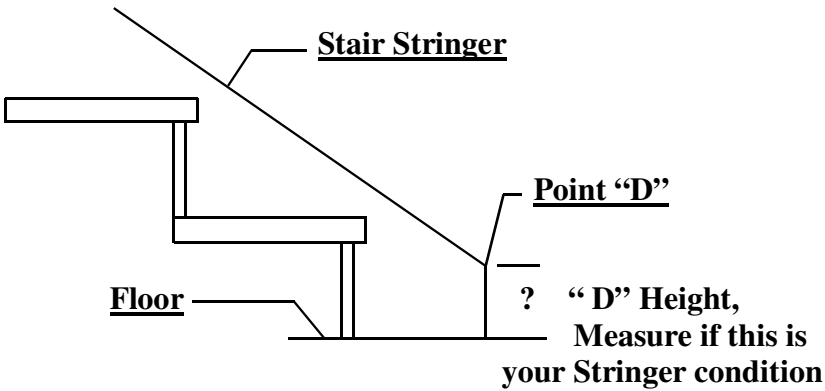 Stair Stringer
Point “D”
Floor
? “ D” Height,
Measure if this is
your Stringer condition